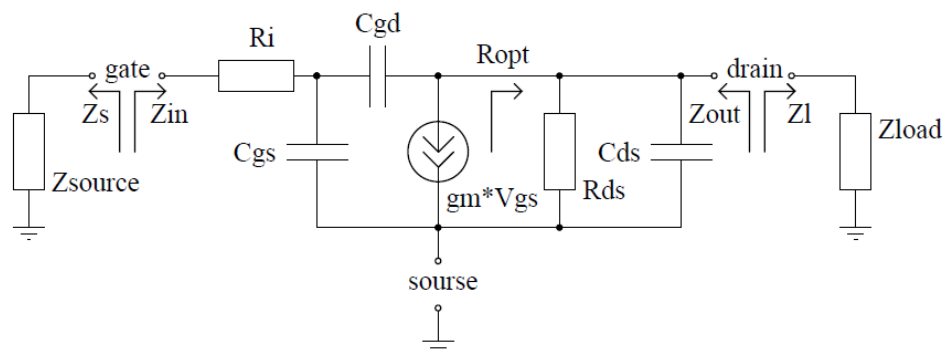 Cgd
Ri
Ropt
gate
drain
Zs
Zin
Zout
Zl
Zload
Zsource
Cgs
Cds
gm*Vgs
Rds
sourse